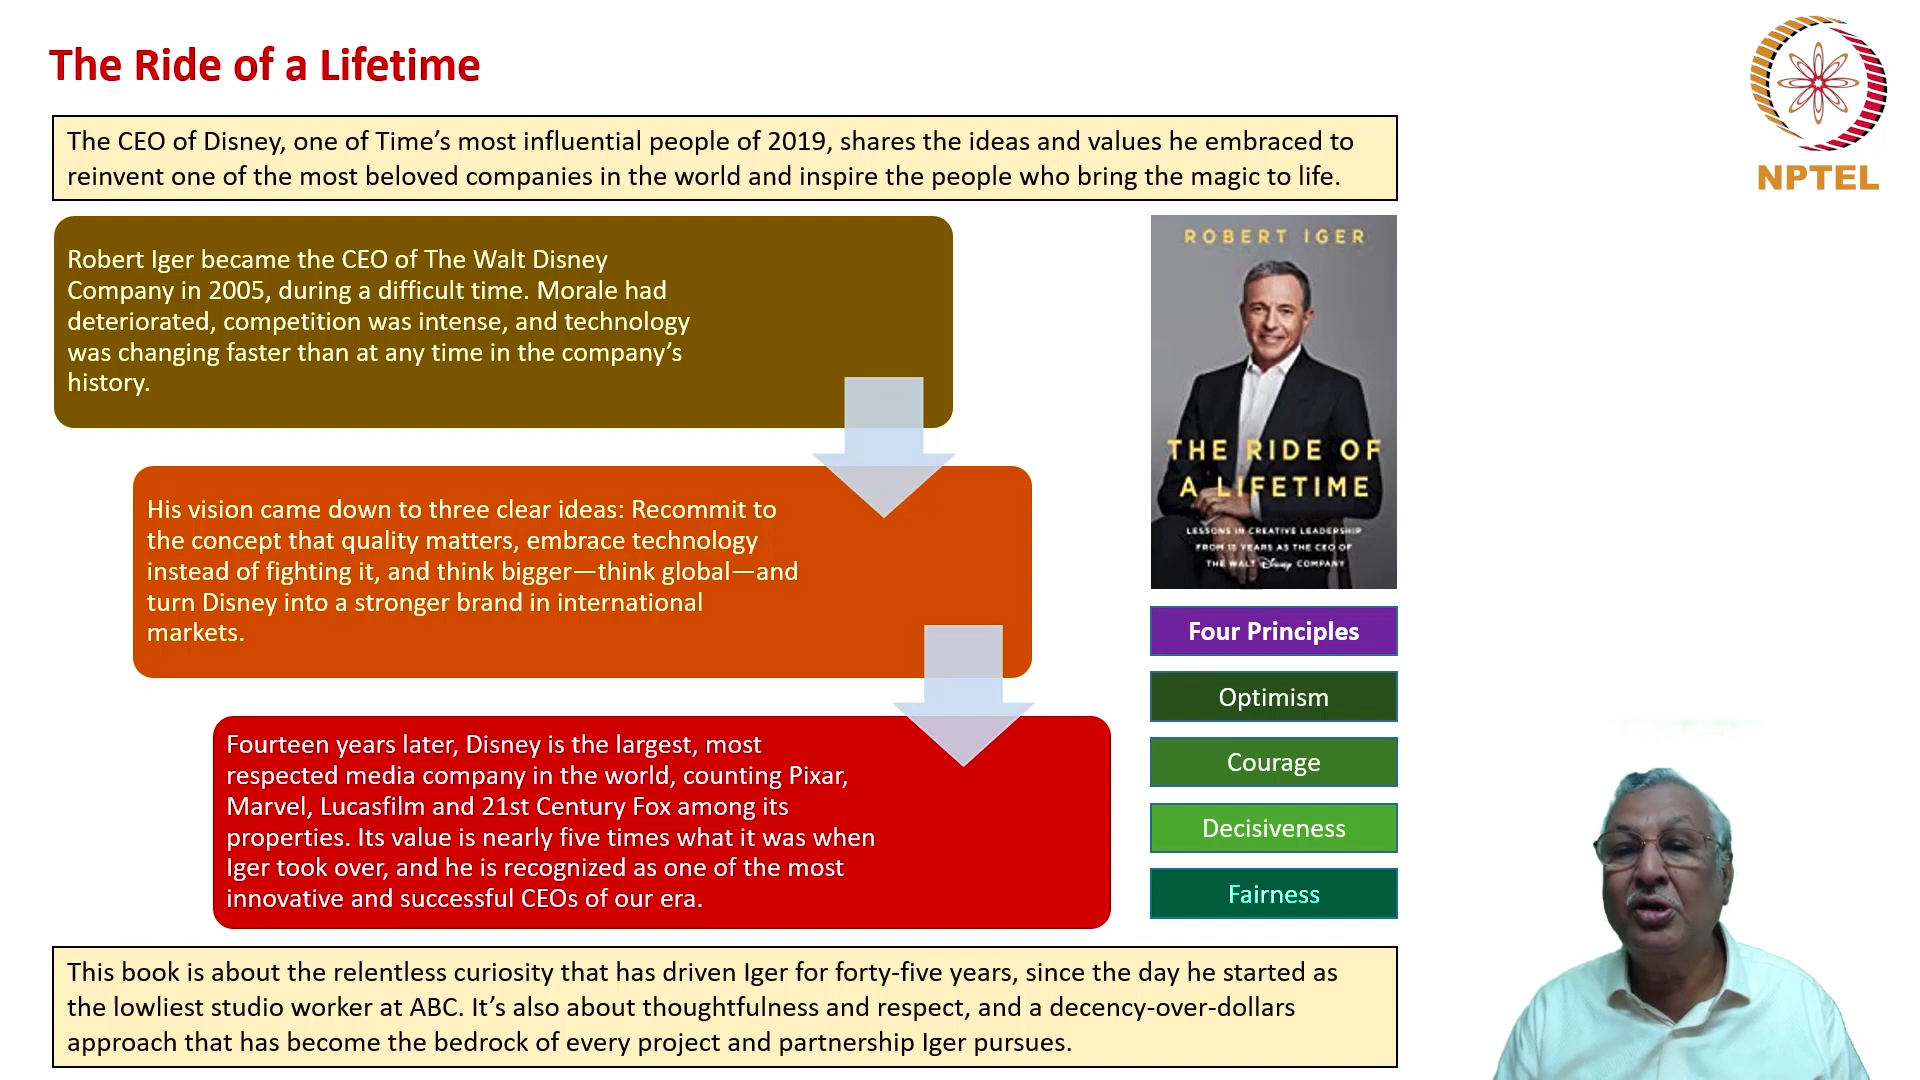 The Ride of a Lifetime
The CEO of Disney, one of Time’s most influential people of 2019, shares the ideas and values he embraced to
reinvent one of the most beloved companies in the world and inspire the people who bring the magic to life.
NPTEL
Robert Iger became the CEO of The Walt Disney
Company in 2005, during a difficult time. Morale had
deteriorated, competition was intense, and technology
was changing faster than at any time in the company’s
history.
His vision came down to three clear ideas: Recommit to
the concept that quality matters, embrace technology
instead of fighting it, and think bigger—think global—and
turn Disney into a stronger brand in international
markets.
Fourteen years later, Disney is the largest, most
respected media company in the world, counting Pixar,
Marvel, Lucasfilm and 21st Century Fox among its
properties. Its value is nearly five times what it was when
Iger took over, and he is recognized as one of the most
innovative and successful CEOs of our era.
ROBERT IGER
THE RIDE OF
A LIFETIME
LESSONS IN CREATIVE LEADERSHIP
FROM 15 YEARS AS THE CEO OF
THE WALT Disney COMPANY
Four Principles
Optimism
Courage
Decisiveness
Fairness
This book is about the relentless curiosity that has driven Iger for forty-five years, since the day he started as
the lowliest studio worker at ABC. It’s also about thoughtfulness and respect, and a decency-over-dollars
approach that has become the bedrock of every project and partnership Iger pursues.